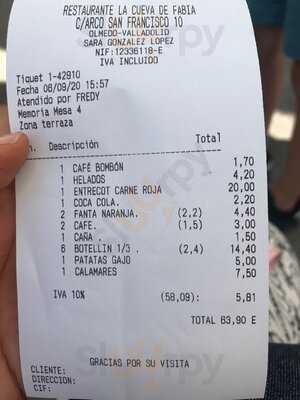 RESTAURANTE LA CUEVA DE FABIA
C/ARCO SAN FRANCISCO 10
OLMEDO-VALLADOLID
SARA GONZALEZ LOPEZ
NIF:12336118-E
IVA INCLUIDO
Tiquet 1-42910
Fecha 06/09/20 15:57
Atendido por FREDY
Memoria Mesa 4
Zona terraza
n. Descripción Total
1 CAFÉ BOMBÓN 1,70
1 HELADOS 4,20
1 ENTRECOT CARNE ROJA 20,00
1 COCA COLA. 2,20
2 FANTA NARANJA. (2,2) 4,40
2 CAFE. (1,5) 3,00
1 CAÑA . 1,50
6 BOTELLIN 1/3 . (2,4) 14,40
1 PATATAS GAJO 5,00
1 CALAMARES 7,50
IVA 10% (58,09): 5,81
TOTAL 63,90 E
GRACIAS POR SU VISITA
CLIENTE:
DIRECCION:
CIF: